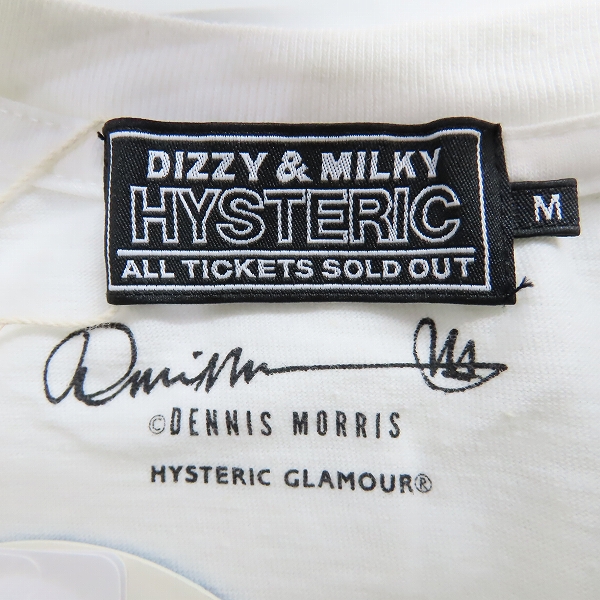 DIZZY & MILKY
HYSTERIC
ALL TICKETS SOLD OUT
M
©DENNIS MORRIS
HYSTERIC GLAMOUR®